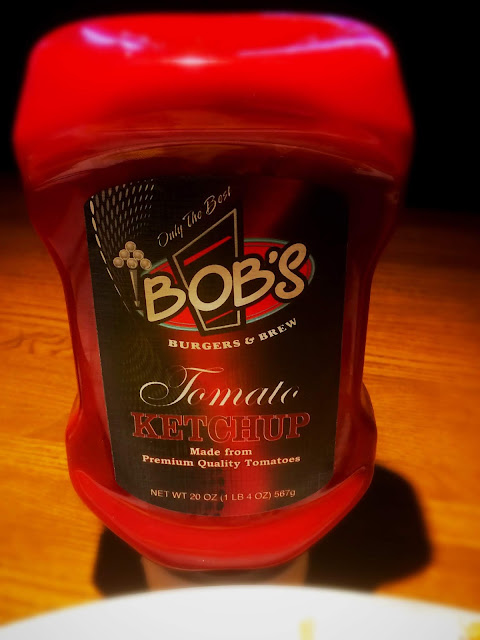 Only The Best
BOB'S
BURGERS & BREW
Tomato
KETCHUP
Made from
Premium Quality Tomatoes
NET WT 20 OZ (1 LB 4 OZ) 567g